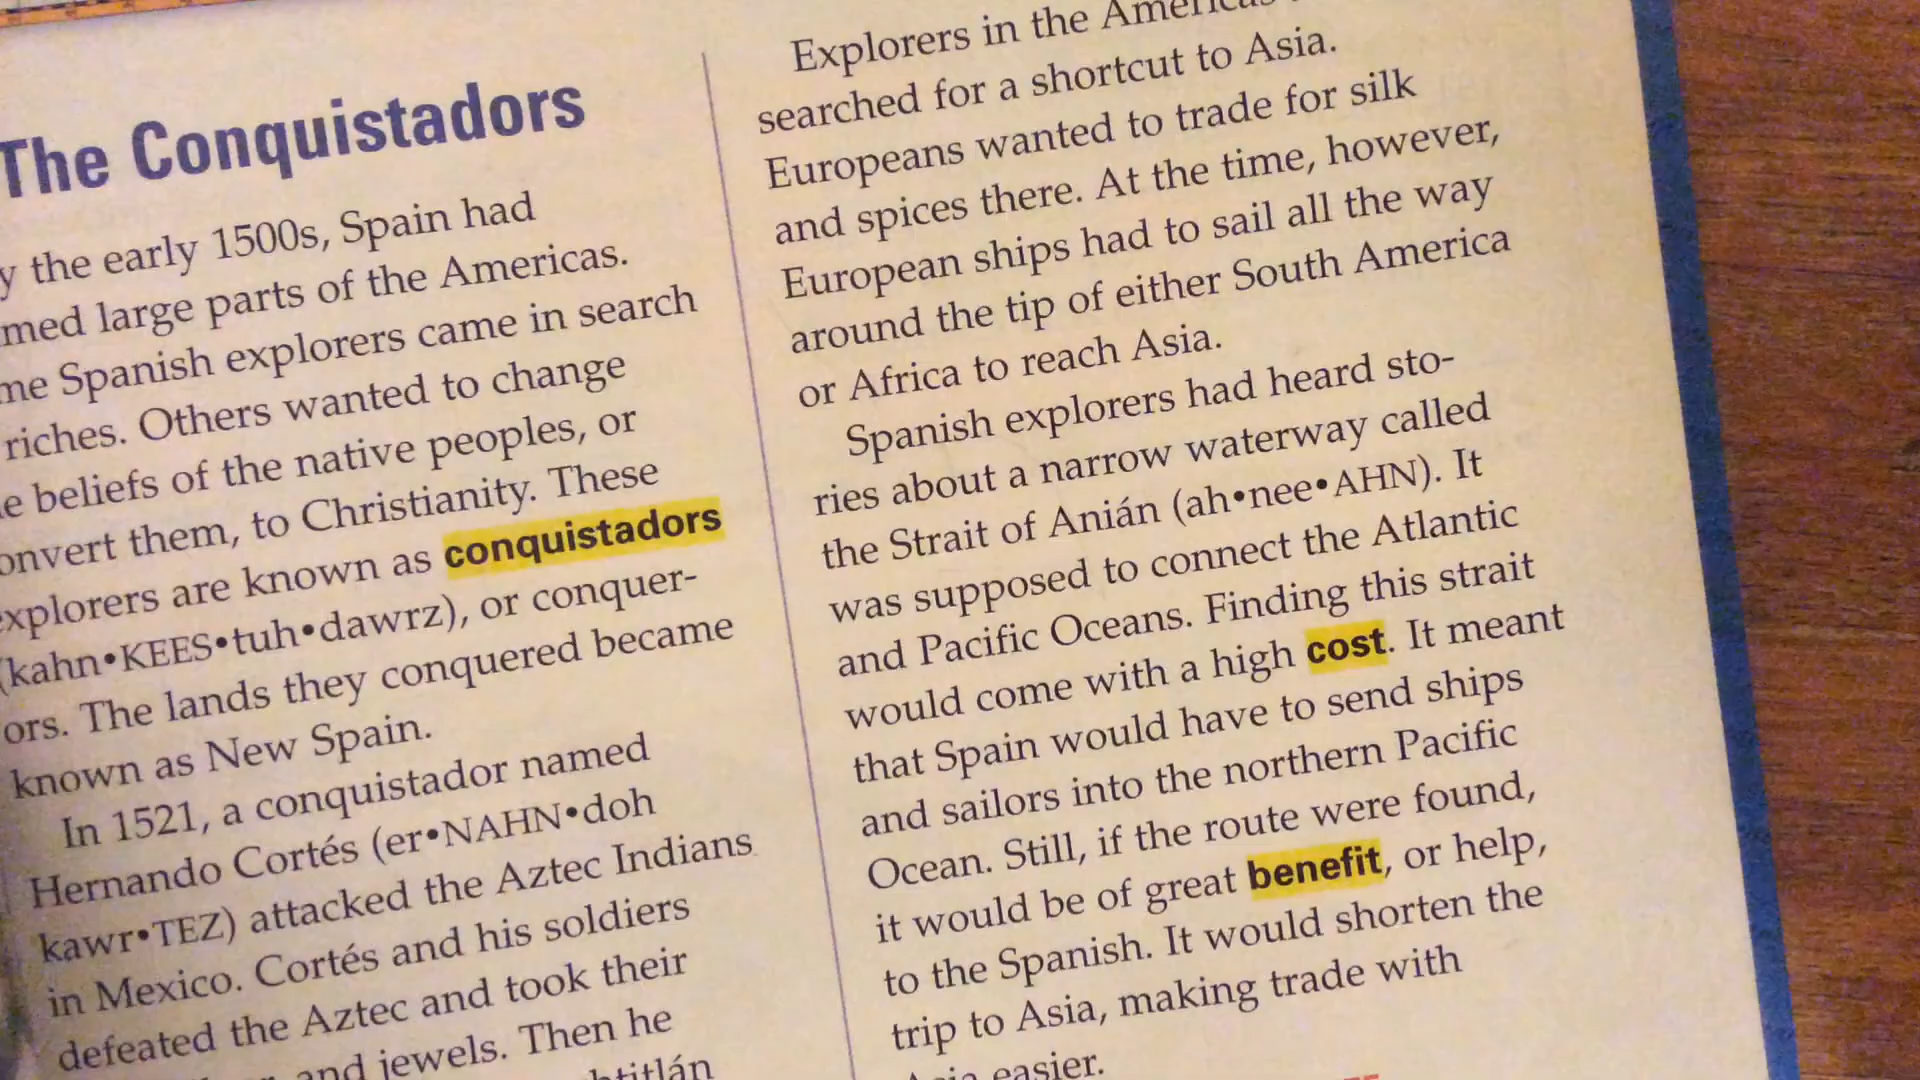 The Conquistadors
the early 1500s, Spain had
large parts of the Americas.
Spanish explorers came in search
riches. Others wanted to change
beliefs of the native peoples, or
them, to Christianity. These
are known as conquistadors
(kahn•KEES•tuh•dawrz), or conquer-
ors. The lands they conquered became
known as New Spain.
In 1521, a conquistador named
Hernando Cortés (er•NAHN•doh
kawr•TEZ) attacked the Aztec Indians
in Mexico. Cortés and his soldiers
defeated the Aztec and took their
and jewels. Then he
Explorers in the Americas
searched for a shortcut to Asia.
Europeans wanted to trade for silk
and spices there. At the time, however,
European ships had to sail all the way
around the tip of either South America
or Africa to reach Asia.
Spanish explorers had heard sto-
ries about a narrow waterway called
the Strait of Anián (ah•nee•AHN). It
was supposed to connect the Atlantic
and Pacific Oceans. Finding this strait
would come with a high cost. It meant
that Spain would have to send ships
and sailors into the northern Pacific
Ocean. Still, if the route were found,
it would be of great benefit, or help,
to the Spanish. It would shorten the
trip to Asia, making trade with
Asia easier.